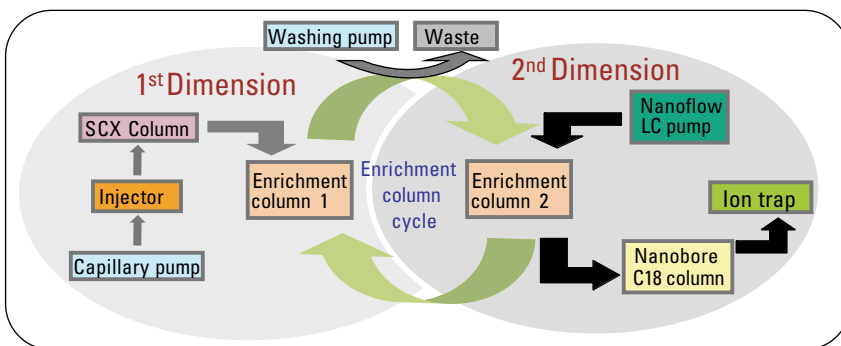 Washing pump
Waste
1st Dimension
2nd Dimension
SCX Column
Nanoflow
LC pump
Injector
Enrichment
column 1
Enrichment
column
cycle
Enrichment
column 2
Ion trap
Capillary pump
Nanobore
C18 column